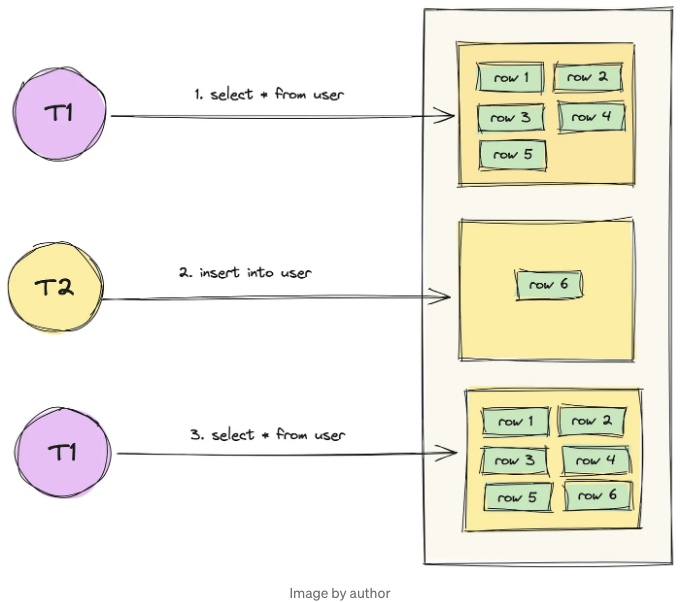 T1
1. select * from user
row 1
row 2
row 3
row 4
row 5
T2
2. insert into user
row 6
T1
3. select * from user
row 1
row 2
row 3
row 4
row 5
row 6
Image by author